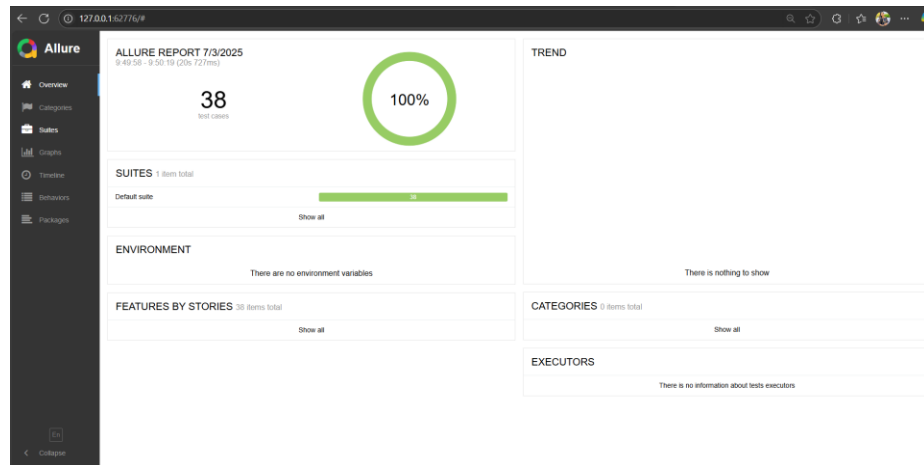 127.0.0.1:62776/#
Allure
Overview
Categories
Suites
Graphs
Timeline
Behaviors
Packages
En
Collapse
ALLURE REPORT 7/3/2025
9:49:58 - 9:50:19 (20s 727ms)
38
test cases
100%
SUITES 1 item total
Default suite
38
Show all
ENVIRONMENT
There are no environment variables
FEATURES BY STORIES 38 items total
Show all
TREND
There is nothing to show
CATEGORIES 0 items total
Show all
EXECUTORS
There is no information about tests executors